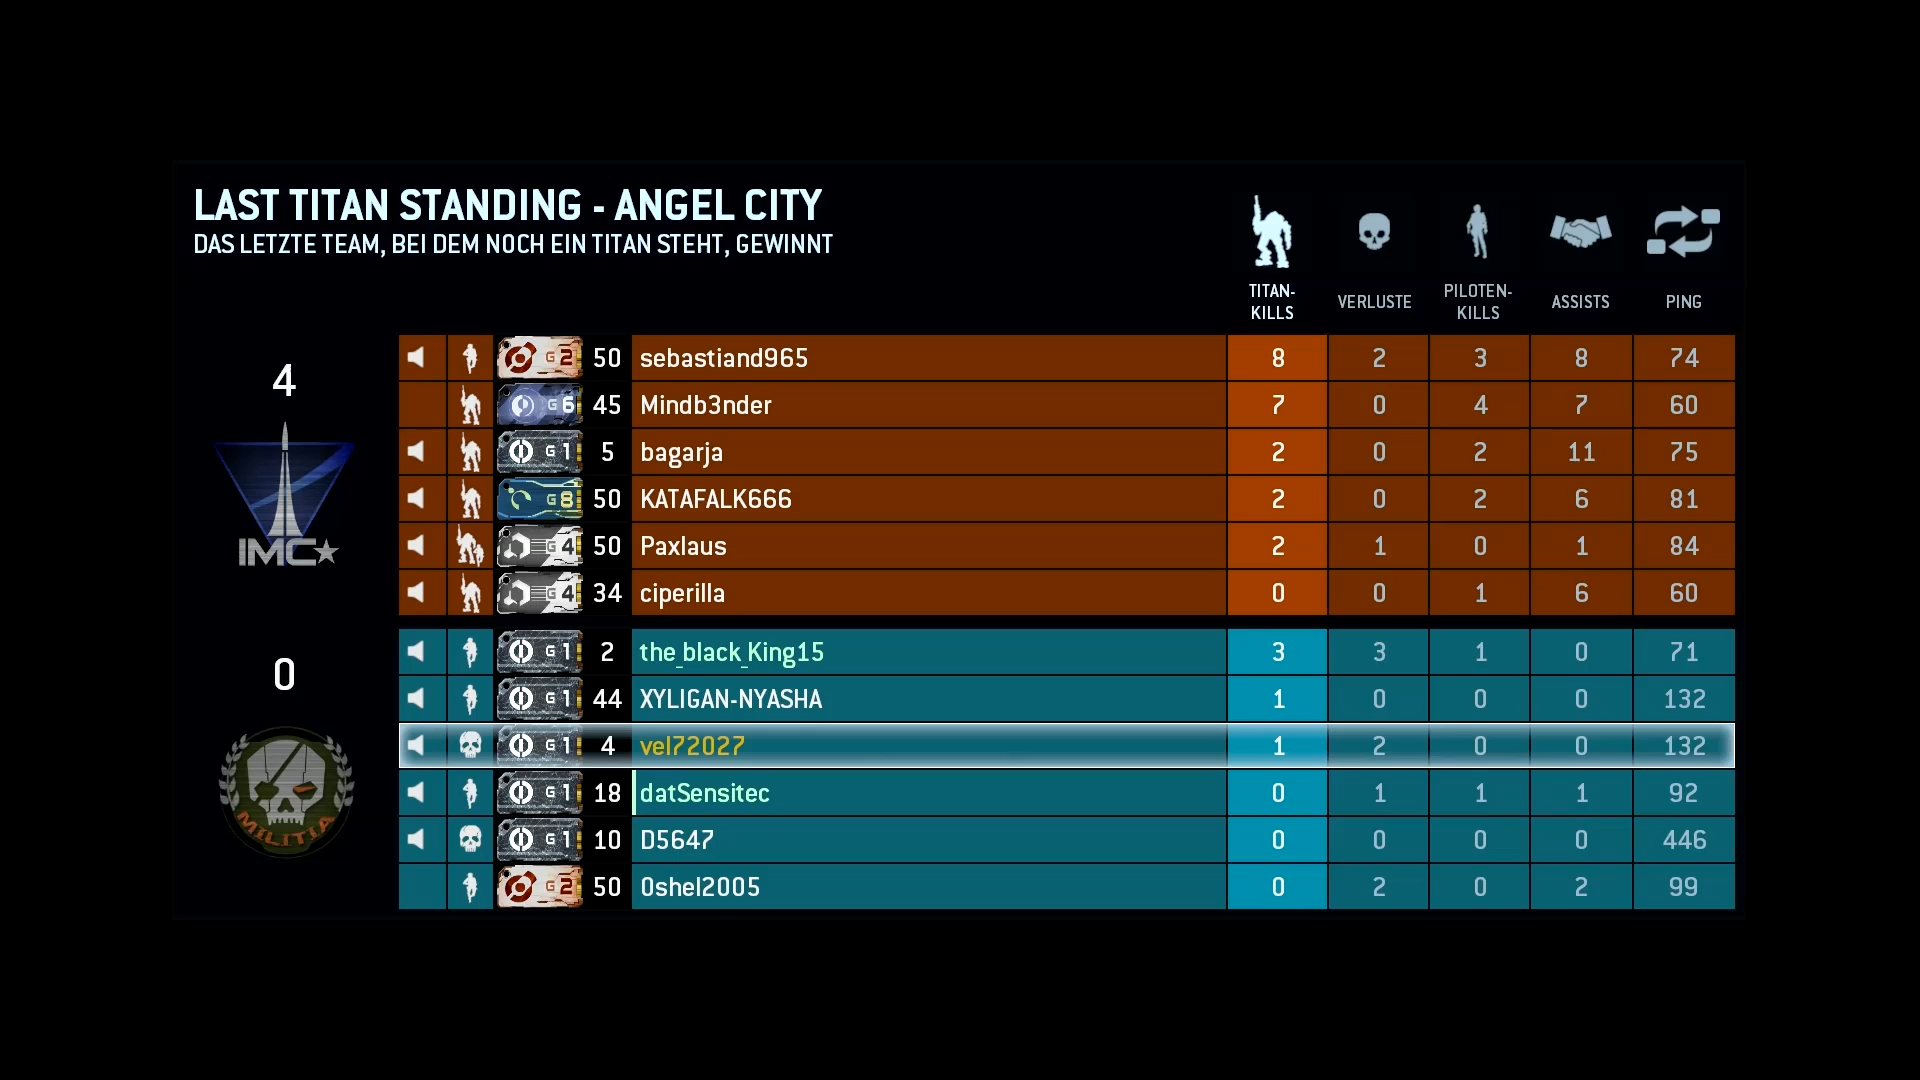 LAST TITAN STANDING - ANGEL CITY
DAS LETZTE TEAM, BEI DEM NOCH EIN TITAN STEHT, GEWINNT
TITAN-
KILLS
VERLUSTE
PILOTEN-
KILLS
ASSISTS
PING
4
IMC
G2 50 sebastiand965 8 2 3 8 74
G6 45 Mindb3nder 7 0 4 7 60
G1 5 bagarja 2 0 2 11 75
G8 50 KATAFALK666 2 0 2 6 81
G4 50 Paxlaus 2 1 0 1 84
G4 34 ciperilla 0 0 1 6 60
0
MILITIA
G1 2 the_black_King15 3 3 1 0 71
G1 44 XYLIGAN-NYASHA 1 0 0 0 132
G1 4 vel72027 1 2 0 0 132
G1 18 datSensitec 0 1 1 1 92
G1 10 D5647 0 0 0 0 446
G2 50 0shel2005 0 2 0 2 99